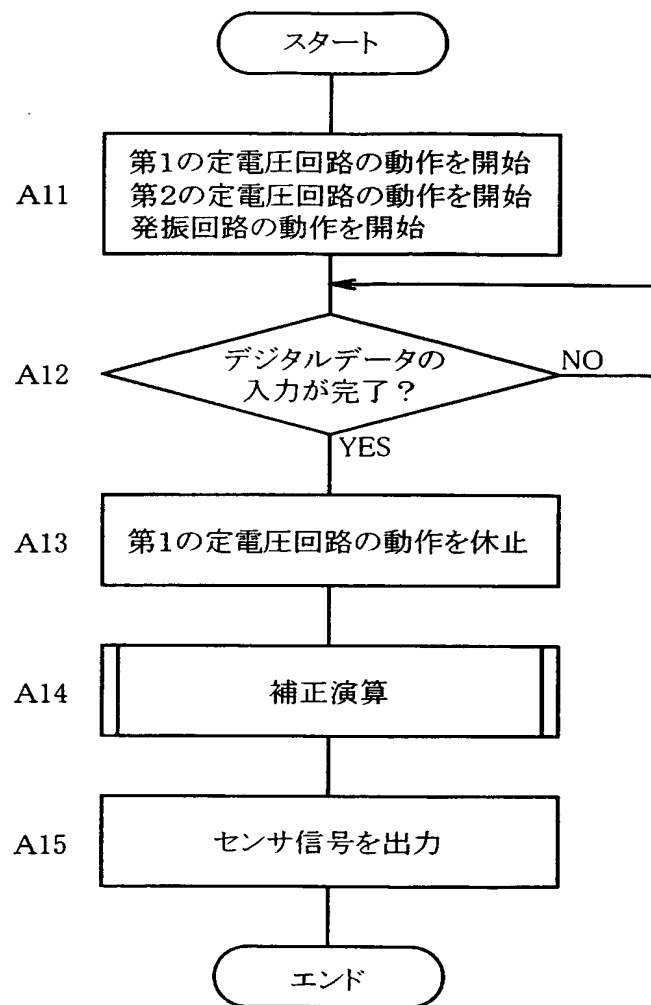 スタート
A11
第1の定電圧回路の動作を開始
第2の定電圧回路の動作を開始
発振回路の動作を開始
A12
デジタルデータの
入力が完了?
NO
YES
A13
第1の定電圧回路の動作を休止
A14
補正演算
A15
センサ信号を出力
エンド